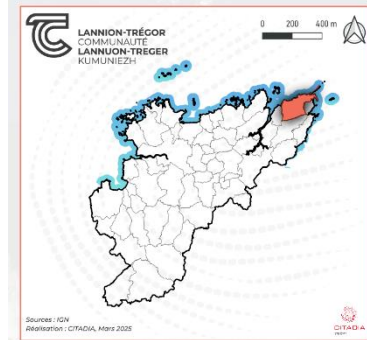 LANNION-TRÉGOR
COMMUNAUTÉ
LANNUON-TREGER
KUMUNIEZH
0 200 400 m
Sources : IGN
Réalisation : CITADIA, Mars 2025
CITADIA